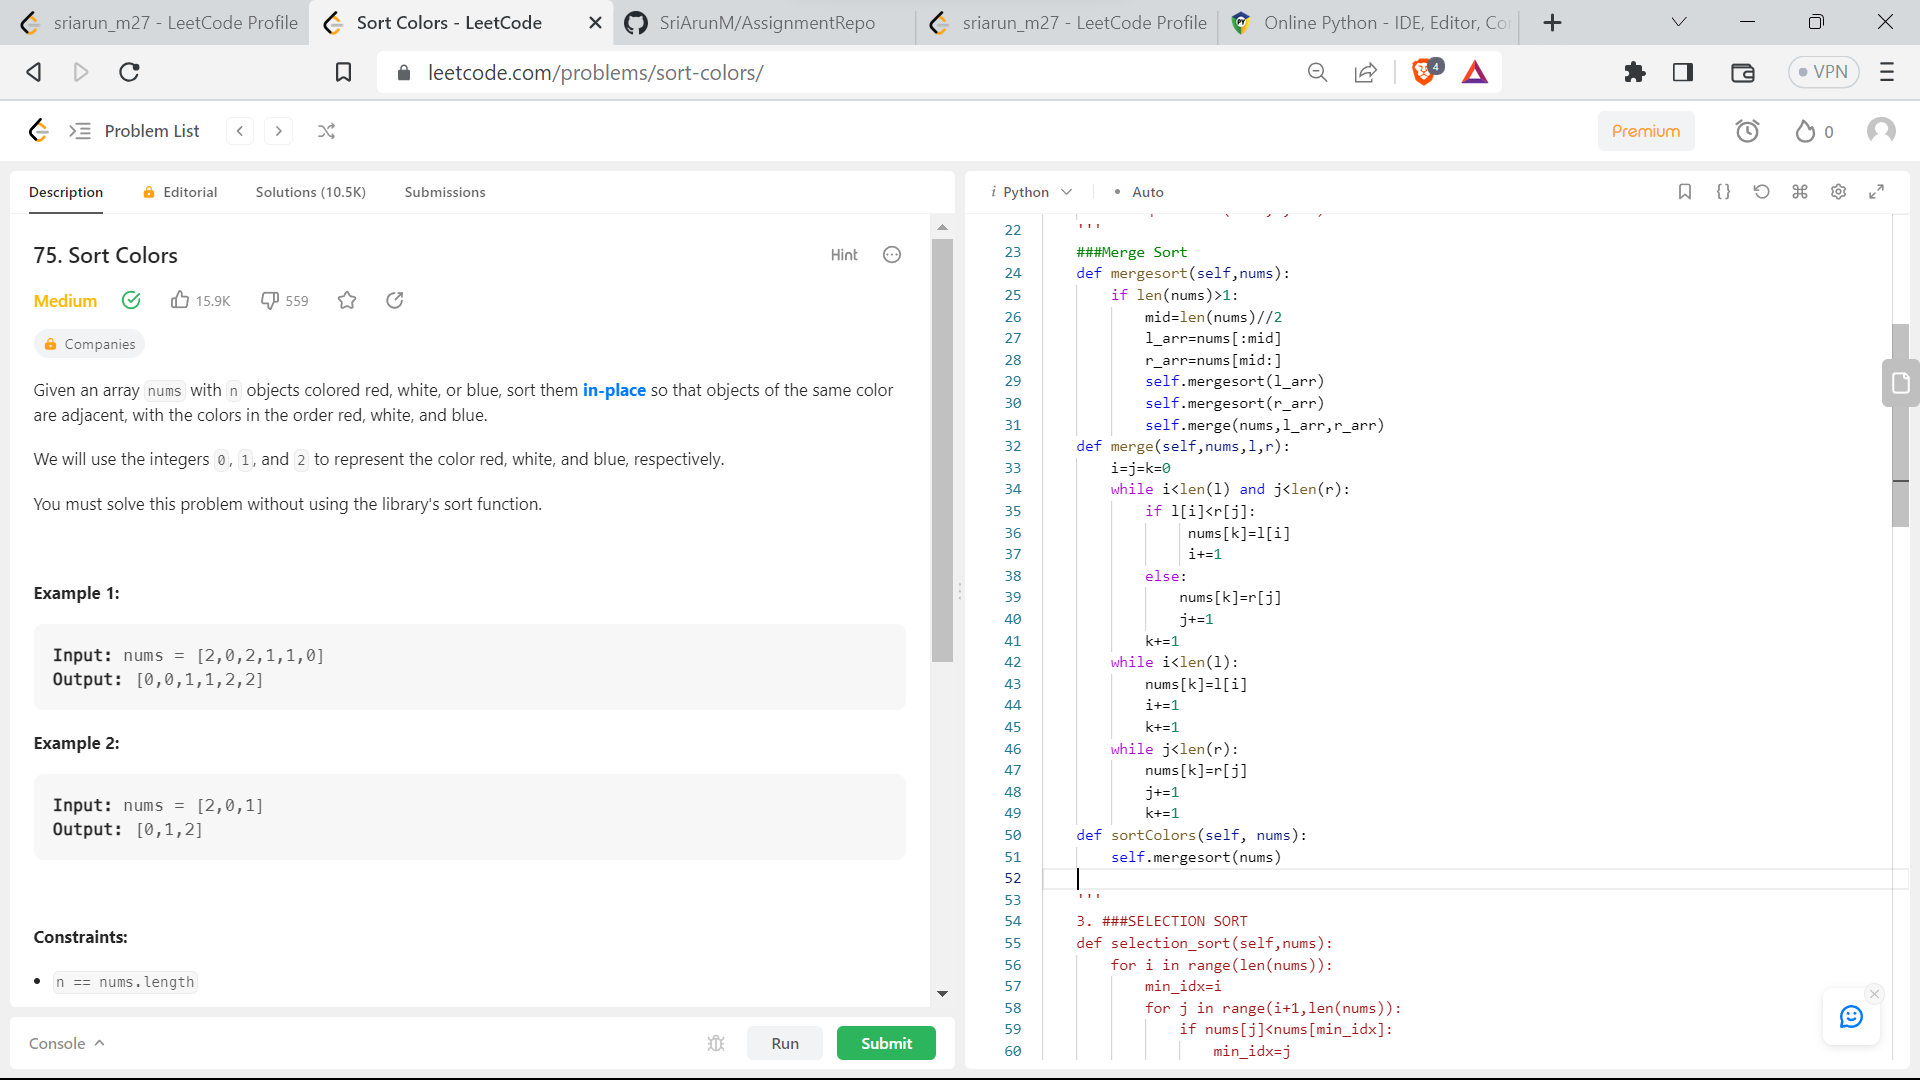 sriarun_m27 - LeetCode Profile
Sort Colors - LeetCode
SriArunM/AssignmentRepo
sriarun_m27 - LeetCode Profile
Online Python - IDE, Editor, Co
leetcode.com/problems/sort-colors/
4
VPN
Problem List
Premium
0
Description
Editorial
Solutions (10.5K)
Submissions
75. Sort Colors
Hint
Medium
15.9K
559
Companies
Given an array nums with n objects colored red, white, or blue, sort them in-place so that objects of the same color
are adjacent, with the colors in the order red, white, and blue.
We will use the integers 0, 1, and 2 to represent the color red, white, and blue, respectively.
You must solve this problem without using the library's sort function.
Example 1:
Input: nums = [2,0,2,1,1,0]
Output: [0,0,1,1,2,2]
Example 2:
Input: nums = [2,0,1]
Output: [0,1,2]
Constraints:
• n == nums.length
Console
Run
Submit
i Python
• Auto
22 '''
23 ###Merge Sort
24 def mergesort(self,nums):
25 if len(nums)>1:
26 mid=len(nums)//2
27 l_arr=nums[:mid]
28 r_arr=nums[mid:]
29 self.mergesort(l_arr)
30 self.mergesort(r_arr)
31 self.merge(nums,l_arr,r_arr)
32 def merge(self,nums,l,r):
33 i=j=k=0
34 while i<len(l) and j<len(r):
35 if l[i]<r[j]:
36 nums[k]=l[i]
37 i+=1
38 else:
39 nums[k]=r[j]
40 j+=1
41 k+=1
42 while i<len(l):
43 nums[k]=l[i]
44 i+=1
45 k+=1
46 while j<len(r):
47 nums[k]=r[j]
48 j+=1
49 k+=1
50 def sortColors(self, nums):
51 self.mergesort(nums)
52
53 '''
54 3. ###SELECTION SORT
55 def selection_sort(self,nums):
56 for i in range(len(nums)):
57 min_idx=i
58 for j in range(i+1,len(nums)):
59 if nums[j]<nums[min_idx]:
60 min_idx=j